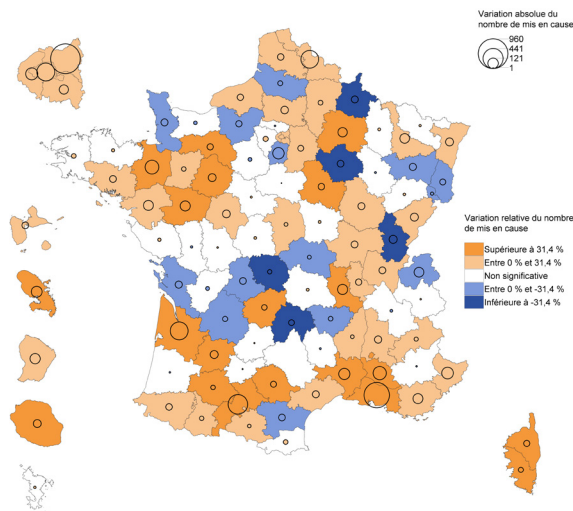 Variation absolue du
nombre de mis en cause
960
441
121
1
Variation relative du nombre
de mis en cause
Supérieure à 31,4 %
Entre 0 % et 31,4 %
Non significative
Entre 0 % et -31,4 %
Inférieure à -31,4 %